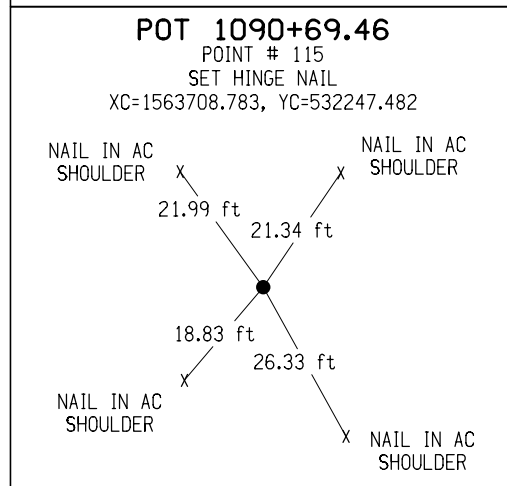 POT 1090+69.46
POINT # 115
SET HINGE NAIL
XC=1563708.783, YC=532247.482
NAIL IN AC
SHOULDER
X
NAIL IN AC
SHOULDER
X
21.99 ft
21.34 ft
18.83 ft
26.33 ft
X
NAIL IN AC
SHOULDER
X
NAIL IN AC
SHOULDER